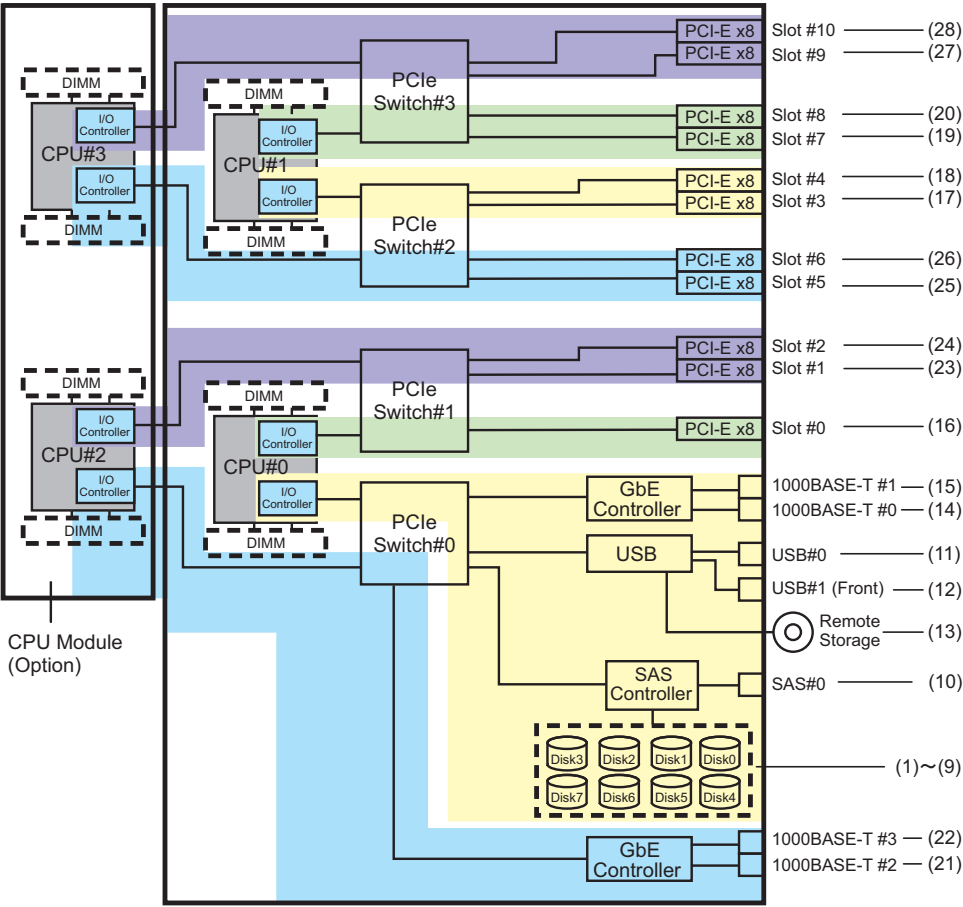 PCI-E x8 Slot #10 (28)
PCI-E x8 Slot #9 (27)
PCIe
Switch#3
DIMM
DIMM
I/O
Controller
CPU#3
I/O
Controller
DIMM
I/O
Controller
CPU#1
I/O
Controller
DIMM
PCI-E x8 Slot #8 (20)
PCI-E x8 Slot #7 (19)
PCI-E x8 Slot #4 (18)
PCI-E x8 Slot #3 (17)
PCIe
Switch#2
PCI-E x8 Slot #6 (26)
PCI-E x8 Slot #5 (25)
PCI-E x8 Slot #2 (24)
PCI-E x8 Slot #1 (23)
PCIe
Switch#1
DIMM
DIMM
I/O
Controller
CPU#2
I/O
Controller
DIMM
I/O
Controller
CPU#0
I/O
Controller
DIMM
PCI-E x8 Slot #0 (16)
PCIe
Switch#0
GbE
Controller
1000BASE-T #1 (15)
1000BASE-T #0 (14)
USB
USB#0 (11)
USB#1 (Front) (12)
Remote
Storage (13)
CPU Module
(Option)
SAS
Controller
SAS#0 (10)
Disk3 Disk2 Disk1 Disk0
Disk7 Disk6 Disk5 Disk4
(1)~(9)
GbE
Controller
1000BASE-T #3 (22)
1000BASE-T #2 (21)